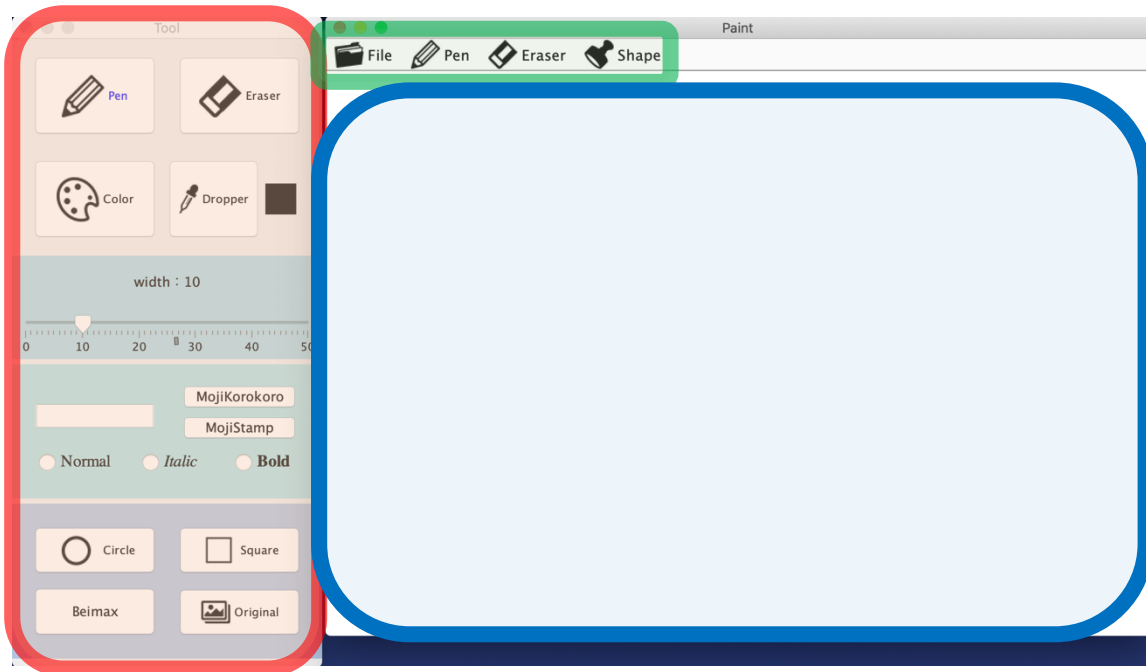 Tool
Pen
Eraser
Color
Dropper
width : 10
0 10 20 30 40 50
MojiKorokoro
MojiStamp
Normal Italic Bold
Circle
Square
Beimax
Original
Paint
File Pen Eraser Shape